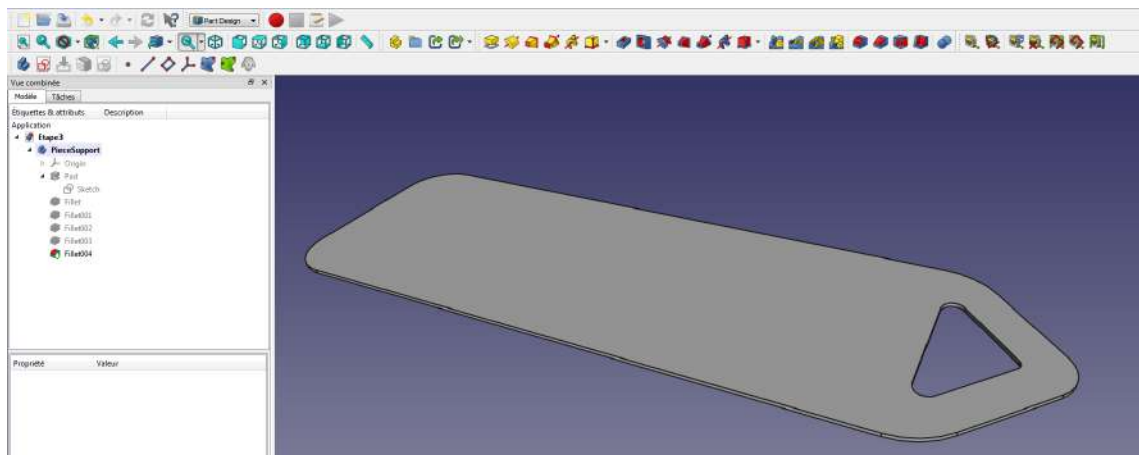 Part Design
Vue combinée
Modèle Tâches
Étiquettes & attributs Description
Application
Etape3
PieceSupport
Origin
Pad
Sketch
Fillet
Fillet001
Fillet002
Fillet003
Fillet004
Propriété Valeur